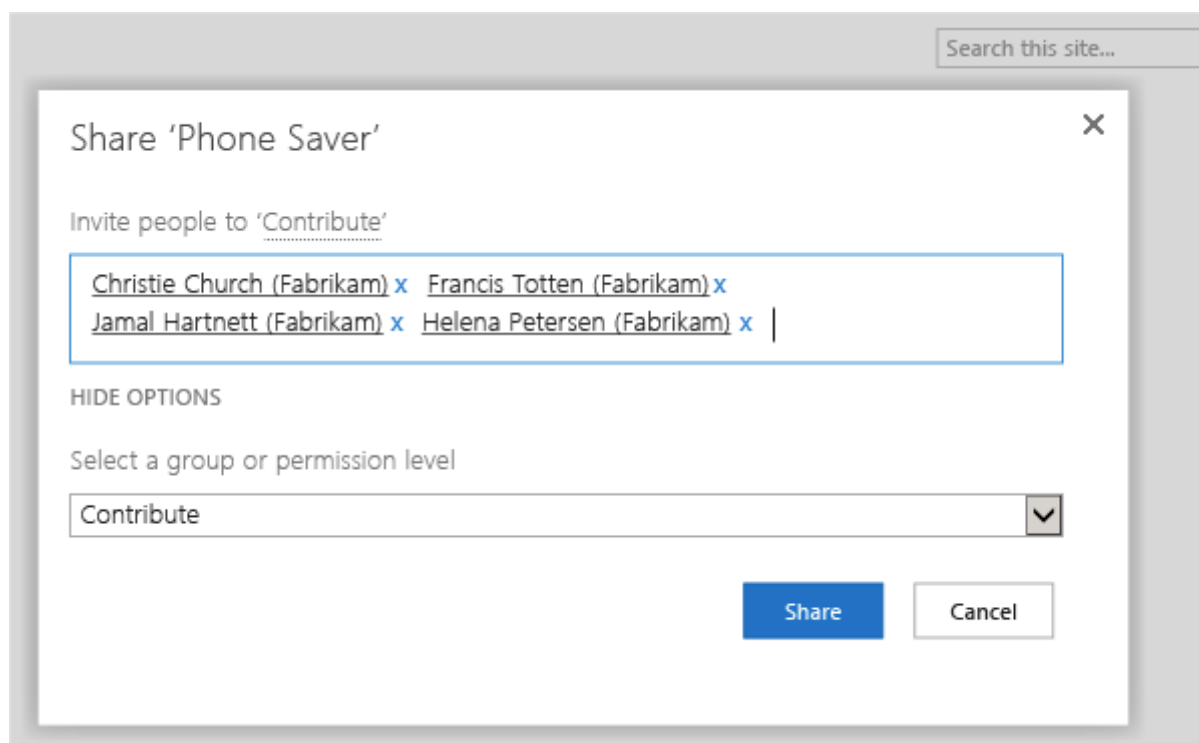 Search this site...
Share ‘Phone Saver’
Invite people to ‘Contribute’
Christie Church (Fabrikam) x Francis Totten (Fabrikam) x
Jamal Hartnett (Fabrikam) x Helena Petersen (Fabrikam) x
HIDE OPTIONS
Select a group or permission level
Contribute
Share Cancel